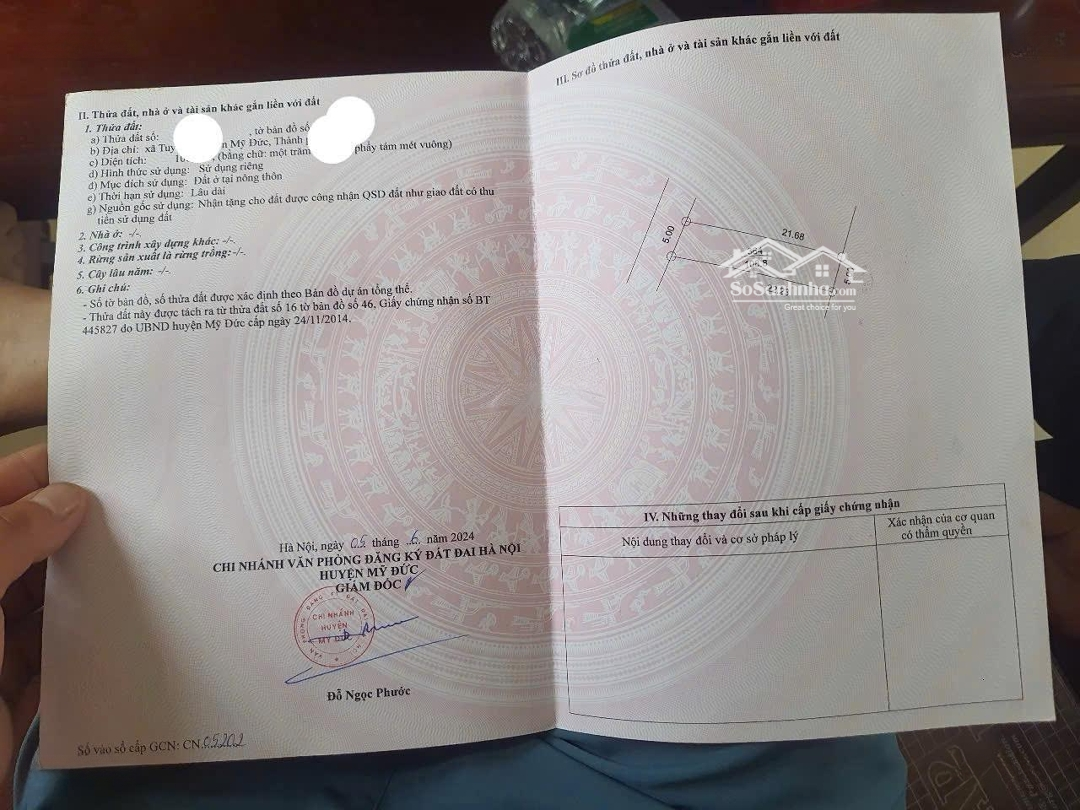 II. Thửa đất, nhà ở và tài sản khác gắn liền với đất
1. Thửa đất:
a) Thửa đất số: , tờ bản đồ số
b) Địa chỉ: xã Mỹ Đức,
c) Diện tích: (bằng chữ: một trăm phẩy tám mét vuông)
d) Hình thức sử dụng: Sử dụng riêng
đ) Mục đích sử dụng: Đất ở tại nông thôn
e) Thời hạn sử dụng: Lâu dài
g) Nguồn gốc sử dụng: Nhận tặng cho đất được công nhận QSD đất như giao đất có thu
tiền sử dụng đất
2. Nhà ở: -/-.
3. Công trình xây dựng khác: -/-.
4. Rừng sản xuất là rừng trồng: -/-.
5. Cây lâu năm: -/-.
6. Ghi chú:
- Số tờ bản đồ, số thửa đất được xác định theo Bản đồ dự án tổng thể.
- Thửa đất này được tách ra từ thửa đất số 16 tờ bản đồ số 46, Giấy chứng nhận số BT
445827 do UBND huyện Mỹ Đức cấp ngày 24/11/2014.
Hà Nội, ngày 05 tháng 6 năm 2024
CHI NHÁNH VĂN PHÒNG ĐĂNG KÝ ĐẤT ĐAI HÀ NỘI
HUYỆN MỸ ĐỨC
GIÁM ĐỐC
CHI NHÁNH
HUYỆN
MỸ ĐỨC
Đỗ Ngọc Phước
Số vào sổ cấp GCN: CN.05202
III. Sơ đồ thửa đất, nhà ở và tài sản khác gắn liền với đất
5.00
21.68
SoSanhnha.com
Great choice for you
IV. Những thay đổi sau khi cấp giấy chứng nhận
Nội dung thay đổi và cơ sở pháp lý
Xác nhận của cơ quan
có thẩm quyền